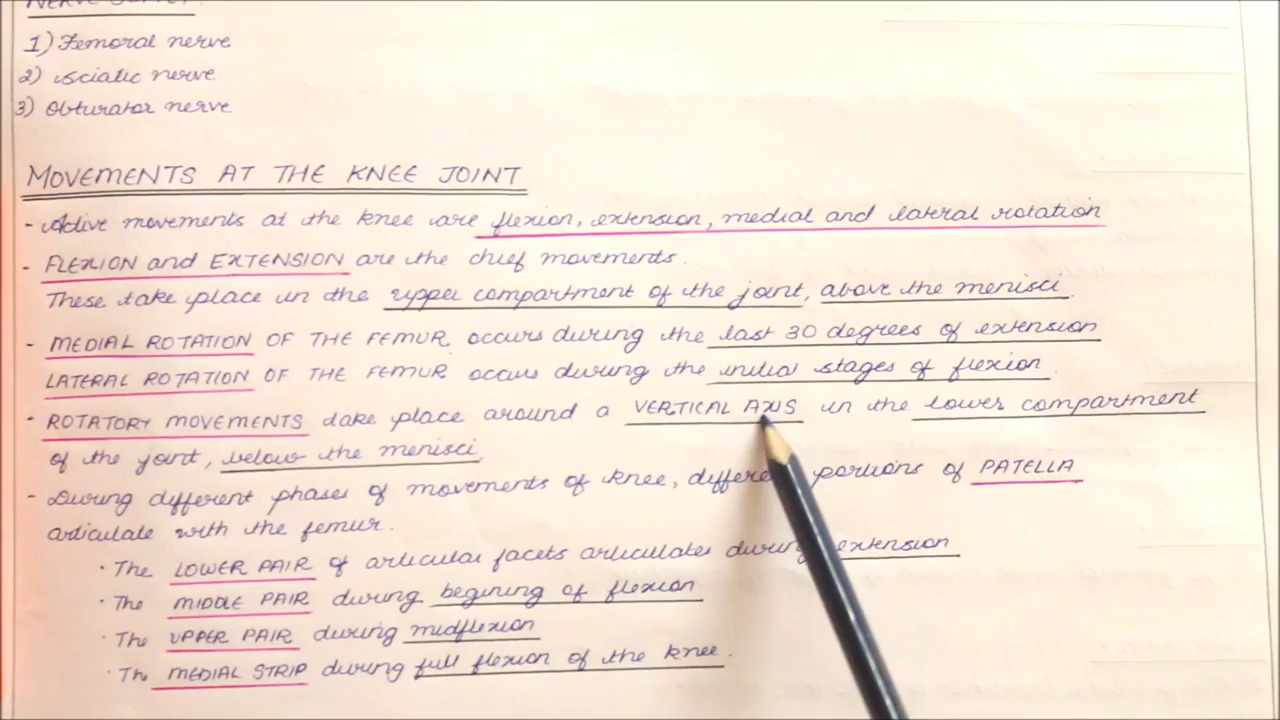 1) Femoral nerve
2) Sciatic nerve
3) Obturator nerve
MOVEMENTS AT THE KNEE JOINT
- Active movements at the knee are flexion, extension, medial and lateral rotation
- FLEXION and EXTENSION are the chief movements.
These take place in the upper compartment of the joint, above the menisci.
- MEDIAL ROTATION OF THE FEMUR occurs during the last 30 degrees of extension
LATERAL ROTATION OF THE FEMUR occurs during the initial stages of flexion.
- ROTATORY MOVEMENTS take place around a VERTICAL AXIS in the lower compartment
of the joint, below the menisci.
- During different phases of movements of knee, portions of PATELLA
articulate with the femur.
· The LOWER PAIR of articular facets articulates during extension
· The MIDDLE PAIR during begining of flexion
· The UPPER PAIR during midflexion
· The MEDIAL STRIP during full flexion of the knee.